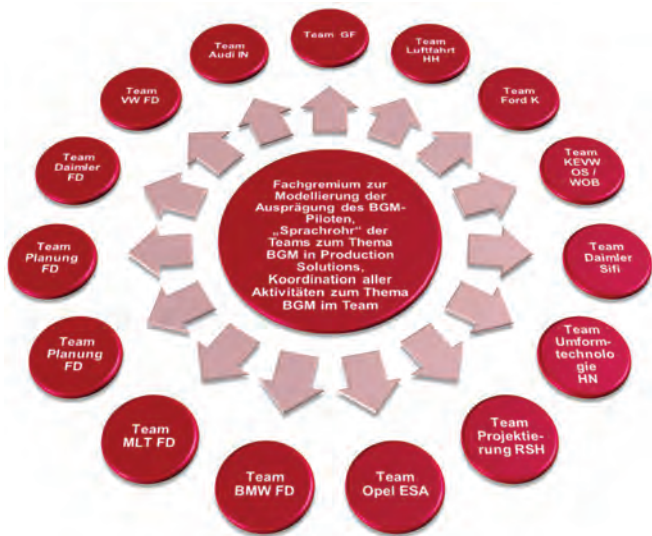 Team GF
Team
Luftfahrt
HH
Team
Ford K
Team
KEVW
OS /
WOB
Team
Daimler
Sifi
Team
Umform-
technolo
gie
HN
Team
Projektie-
rung RSH
Team
Opel ESA
Team
BMW FD
Team
MLT FD
Team
Planung
FD
Team
Planung
FD
Team
Daimler
FD
Team
VW FD
Team
Audi IN
Fachgremium zur
Modellierung der
Ausprägung des BGM-
Piloten,
„Sprachrohr“ der
Teams zum Thema
BGM in Production
Solutions,
Koordination aller
Aktivitäten zum Thema
BGM im Team